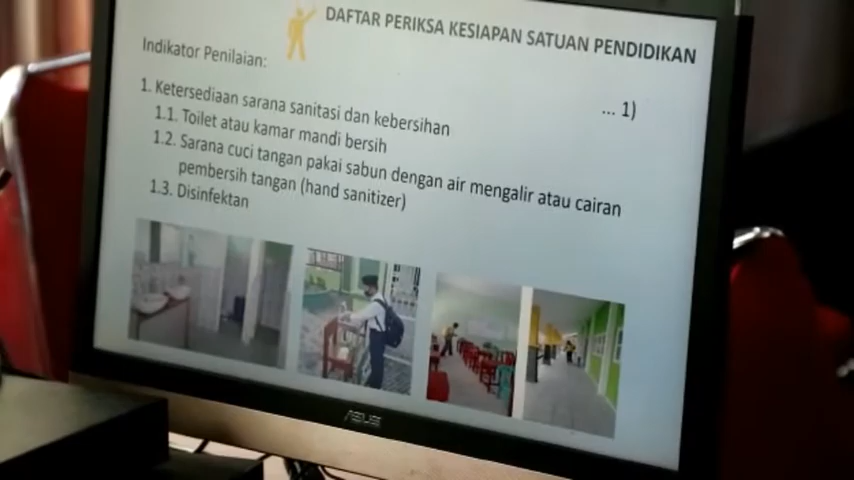 DAFTAR PERIKSA KESIAPAN SATUAN PENDIDIKAN
Indikator Penilaian:
... 1)
1. Ketersediaan sarana sanitasi dan kebersihan
1.1. Toilet atau kamar mandi bersih
1.2. Sarana cuci tangan pakai sabun dengan air mengalir atau cairan
pembersih tangan (hand sanitizer)
1.3. Disinfektan
ASUS